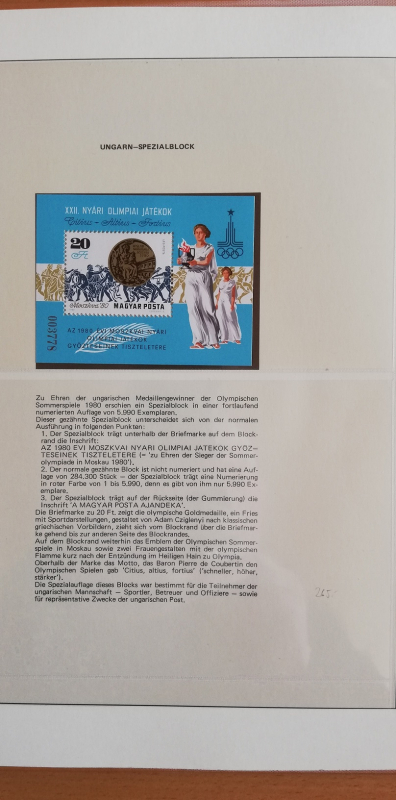 UNGARN—SPEZIALBLOCK
XXII. NYÁRI OLIMPIAI JÁTÉKOK
Citius - Altius - Fortius
20
Ft
Moszkva '80
MAGYAR POSTA
003778
AZ 1980 ÉVI MOSZKVAI NYÁRI
OLIMPIAI JÁTÉKOK
GYŐZTESEINEK TISZTELETÉRE
Zu Ehren der ungarischen Medaillengewinner der Olympischen
Sommerspiele 1980 erschien ein Spezialblock in einer fortlaufend
numerierten Auflage von 5.990 Exemplaren.
Dieser gezähnte Spezialblock unterscheidet sich von der normalen
Ausführung in folgenden Punkten:
1. Der Spezialblock trägt unterhalb der Briefmarke auf dem Block-
rand die Inschrift:
AZ 1980 EVI MOSZKVAI NYARI OLIMPIAI JATEKOK GYOZ-
TESEINEK TISZTELETERE (= 'zu Ehren der Sieger der Sommer-
olympiade in Moskau 1980'),
2. Der normale gezähnte Block ist nicht numeriert und hat eine Auf-
lage von 284.300 Stück — der Spezialblock trägt eine Numerierung
in roter Farbe von 1 bis 5.990, denn es gibt von ihm nur 5.990 Ex-
emplare.
3. Der Spezialblock trägt auf der Rückseite (der Gummierung) die
Inschrift 'A MAGYAR POSTA AJANDEKA'.
Die Briefmarke zu 20 Ft. zeigt die olympische Goldmedaille, ein Fries
mit Sportdarstellungen, gestaltet von Adam Cziglenyi nach klassischen
griechischen Vorbildern, zieht sich vom Blockrand über die Briefmar-
ke gehend bis zur anderen Seite des Blockrandes.
Auf dem Blockrand weiterhin das Emblem der Olympischen Sommer-
spiele in Moskau sowie zwei Frauengestalten mit der olympischen
Flamme kurz nach der Entzündung im Heiligen Hain zu Olympia.
Oberhalb der Marke das Motto, das Baron Pierre de Coubertin den
Olympischen Spielen gab 'Citius, altius, fortius' ('schneller, höher,
stärker').
Die Spezialauflage dieses Blocks war bestimmt für die Teilnehmer der
ungarischen Mannschaft — Sportler, Betreuer und Offiziere — sowie
für repräsentative Zwecke der ungarischen Post.
265.-